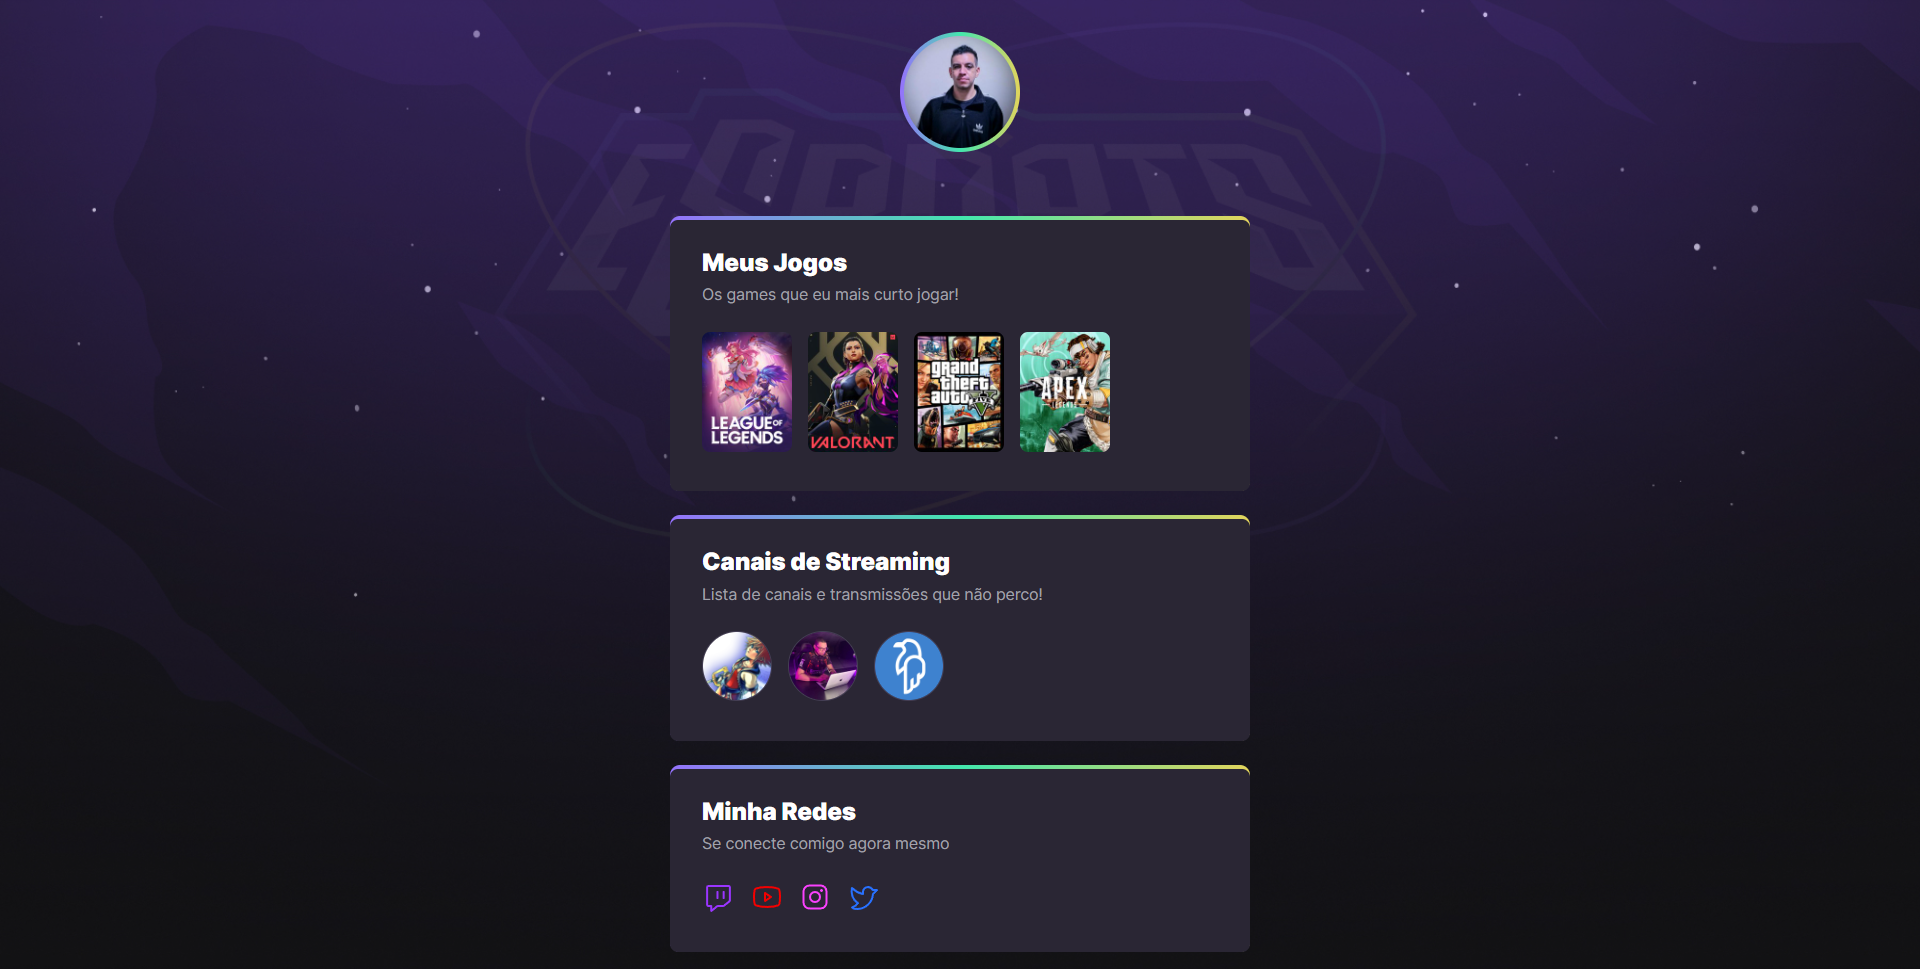 ESPORTS
Meus Jogos
Os games que eu mais curto jogar!
LEAGUE OF
LEGENDS
VALORANT
grand
theft
auto
V
APEX
LEGENDS
Canais de Streaming
Lista de canais e transmissões que não perco!
Minha Redes
Se conecte comigo agora mesmo